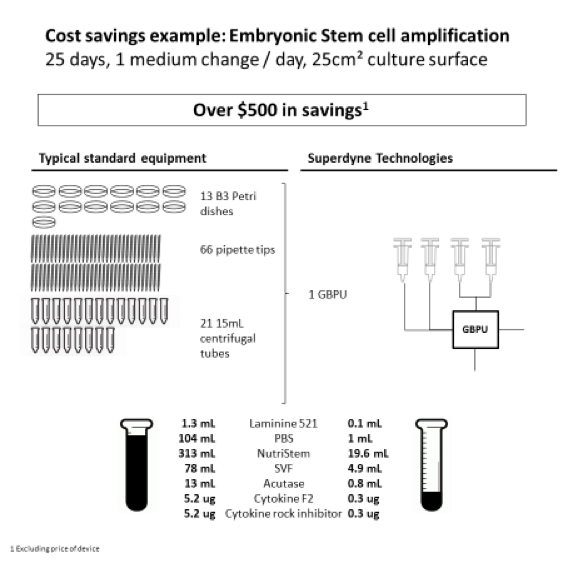 Cost savings example: Embryonic Stem cell amplification
25 days, 1 medium change / day, 25cm² culture surface
Over $500 in savings¹
Typical standard equipment
Superdyne Technologies
13 B3 Petri
dishes
66 pipette tips
21 15mL
centrifugal
tubes
1 GBPU
GBPU
1.3 mL Laminine 521 0.1 mL
104 mL PBS 1 mL
313 mL NutriStem 19.6 mL
78 mL SVF 4.9 mL
13 mL Acutase 0.8 mL
5.2 ug Cytokine F2 0.3 ug
5.2 ug Cytokine rock inhibitor 0.3 ug
1 Excluding price of device